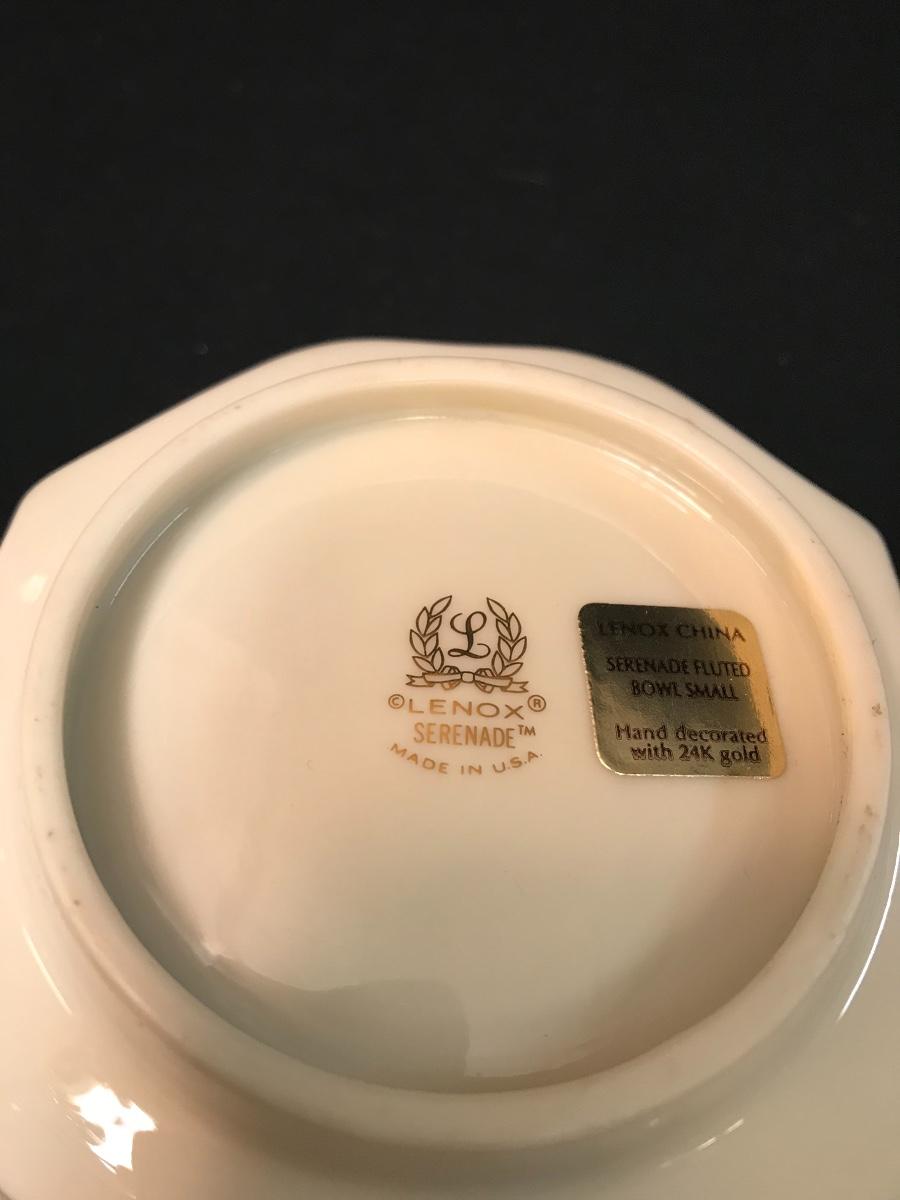 L
©LENOX®
SERENADE™
MADE IN U.S.A.
LENOX CHINA
SERENADE FLUTED
BOWL SMALL
Hand decorated
with 24K gold